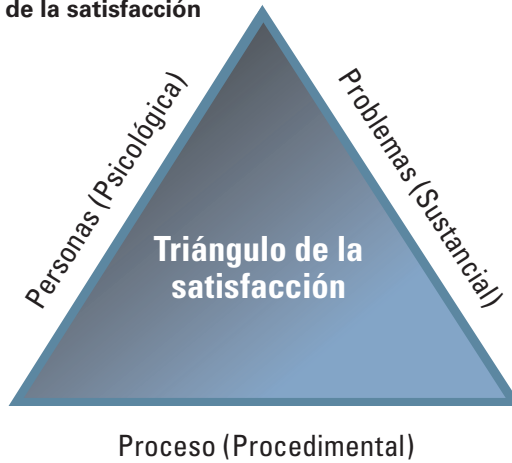 de la satisfacción
Personas (Psicológica)
Problemas (Sustancial)
Triángulo de la
satisfacción
Proceso (Procedimental)